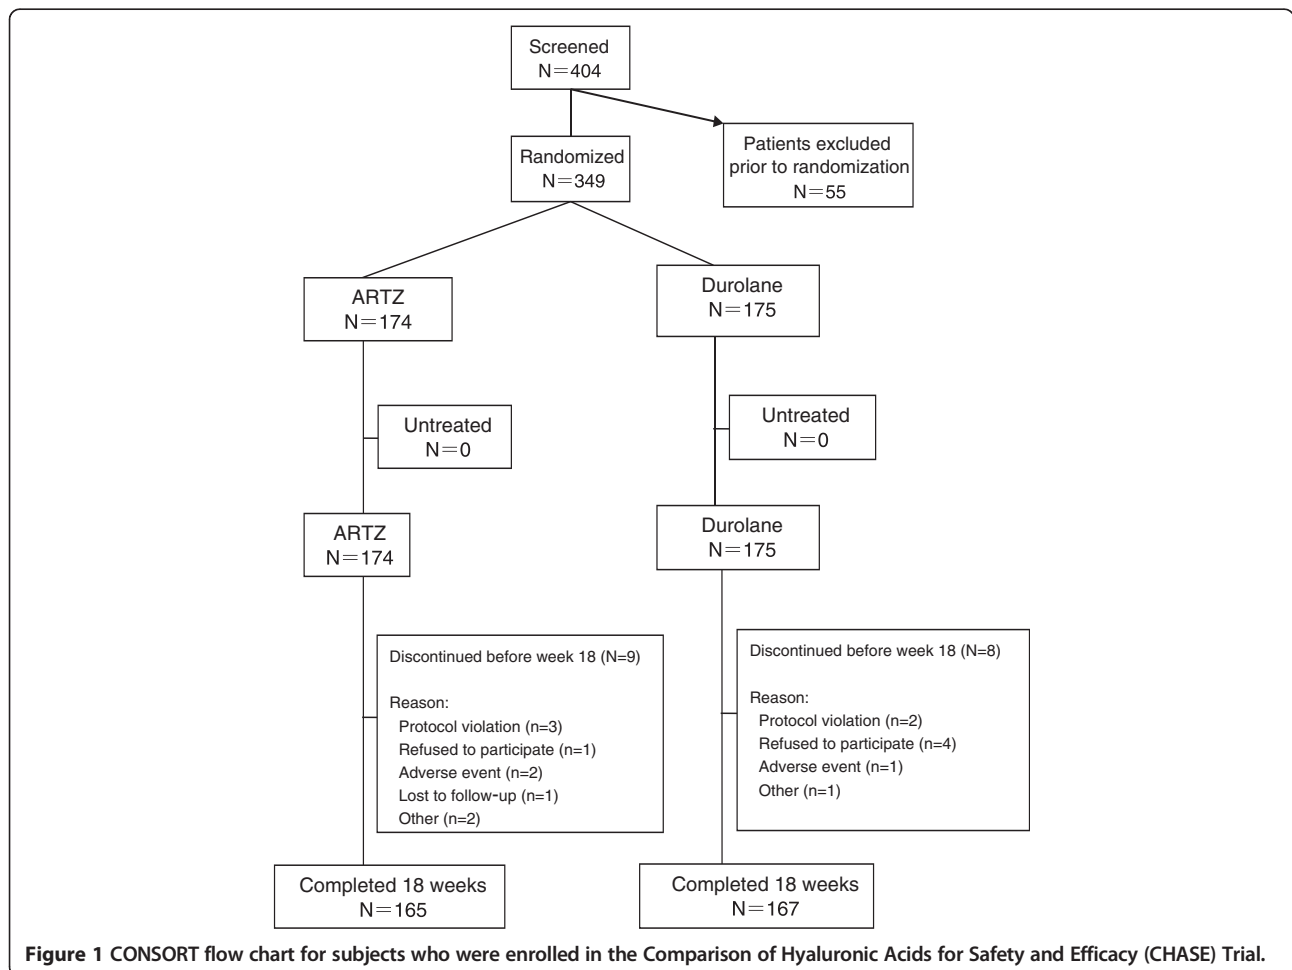 Screened
N=404
Patients excluded
prior to randomization
N=55
Randomized
N=349
ARTZ
N=174
Durolane
N=175
Untreated
N=0
Untreated
N=0
ARTZ
N=174
Durolane
N=175
Discontinued before week 18 (N=9)
Reason:
Protocol violation (n=3)
Refused to participate (n=1)
Adverse event (n=2)
Lost to follow-up (n=1)
Other (n=2)
Discontinued before week 18 (N=8)
Reason:
Protocol violation (n=2)
Refused to participate (n=4)
Adverse event (n=1)
Other (n=1)
Completed 18 weeks
N=165
Completed 18 weeks
N=167
Figure 1 CONSORT flow chart for subjects who were enrolled in the Comparison of Hyaluronic Acids for Safety and Efficacy (CHASE) Trial.